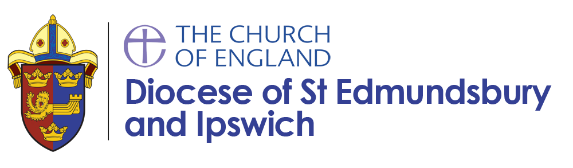 THE CHURCH
OF ENGLAND
Diocese of St Edmundsbury
and Ipswich